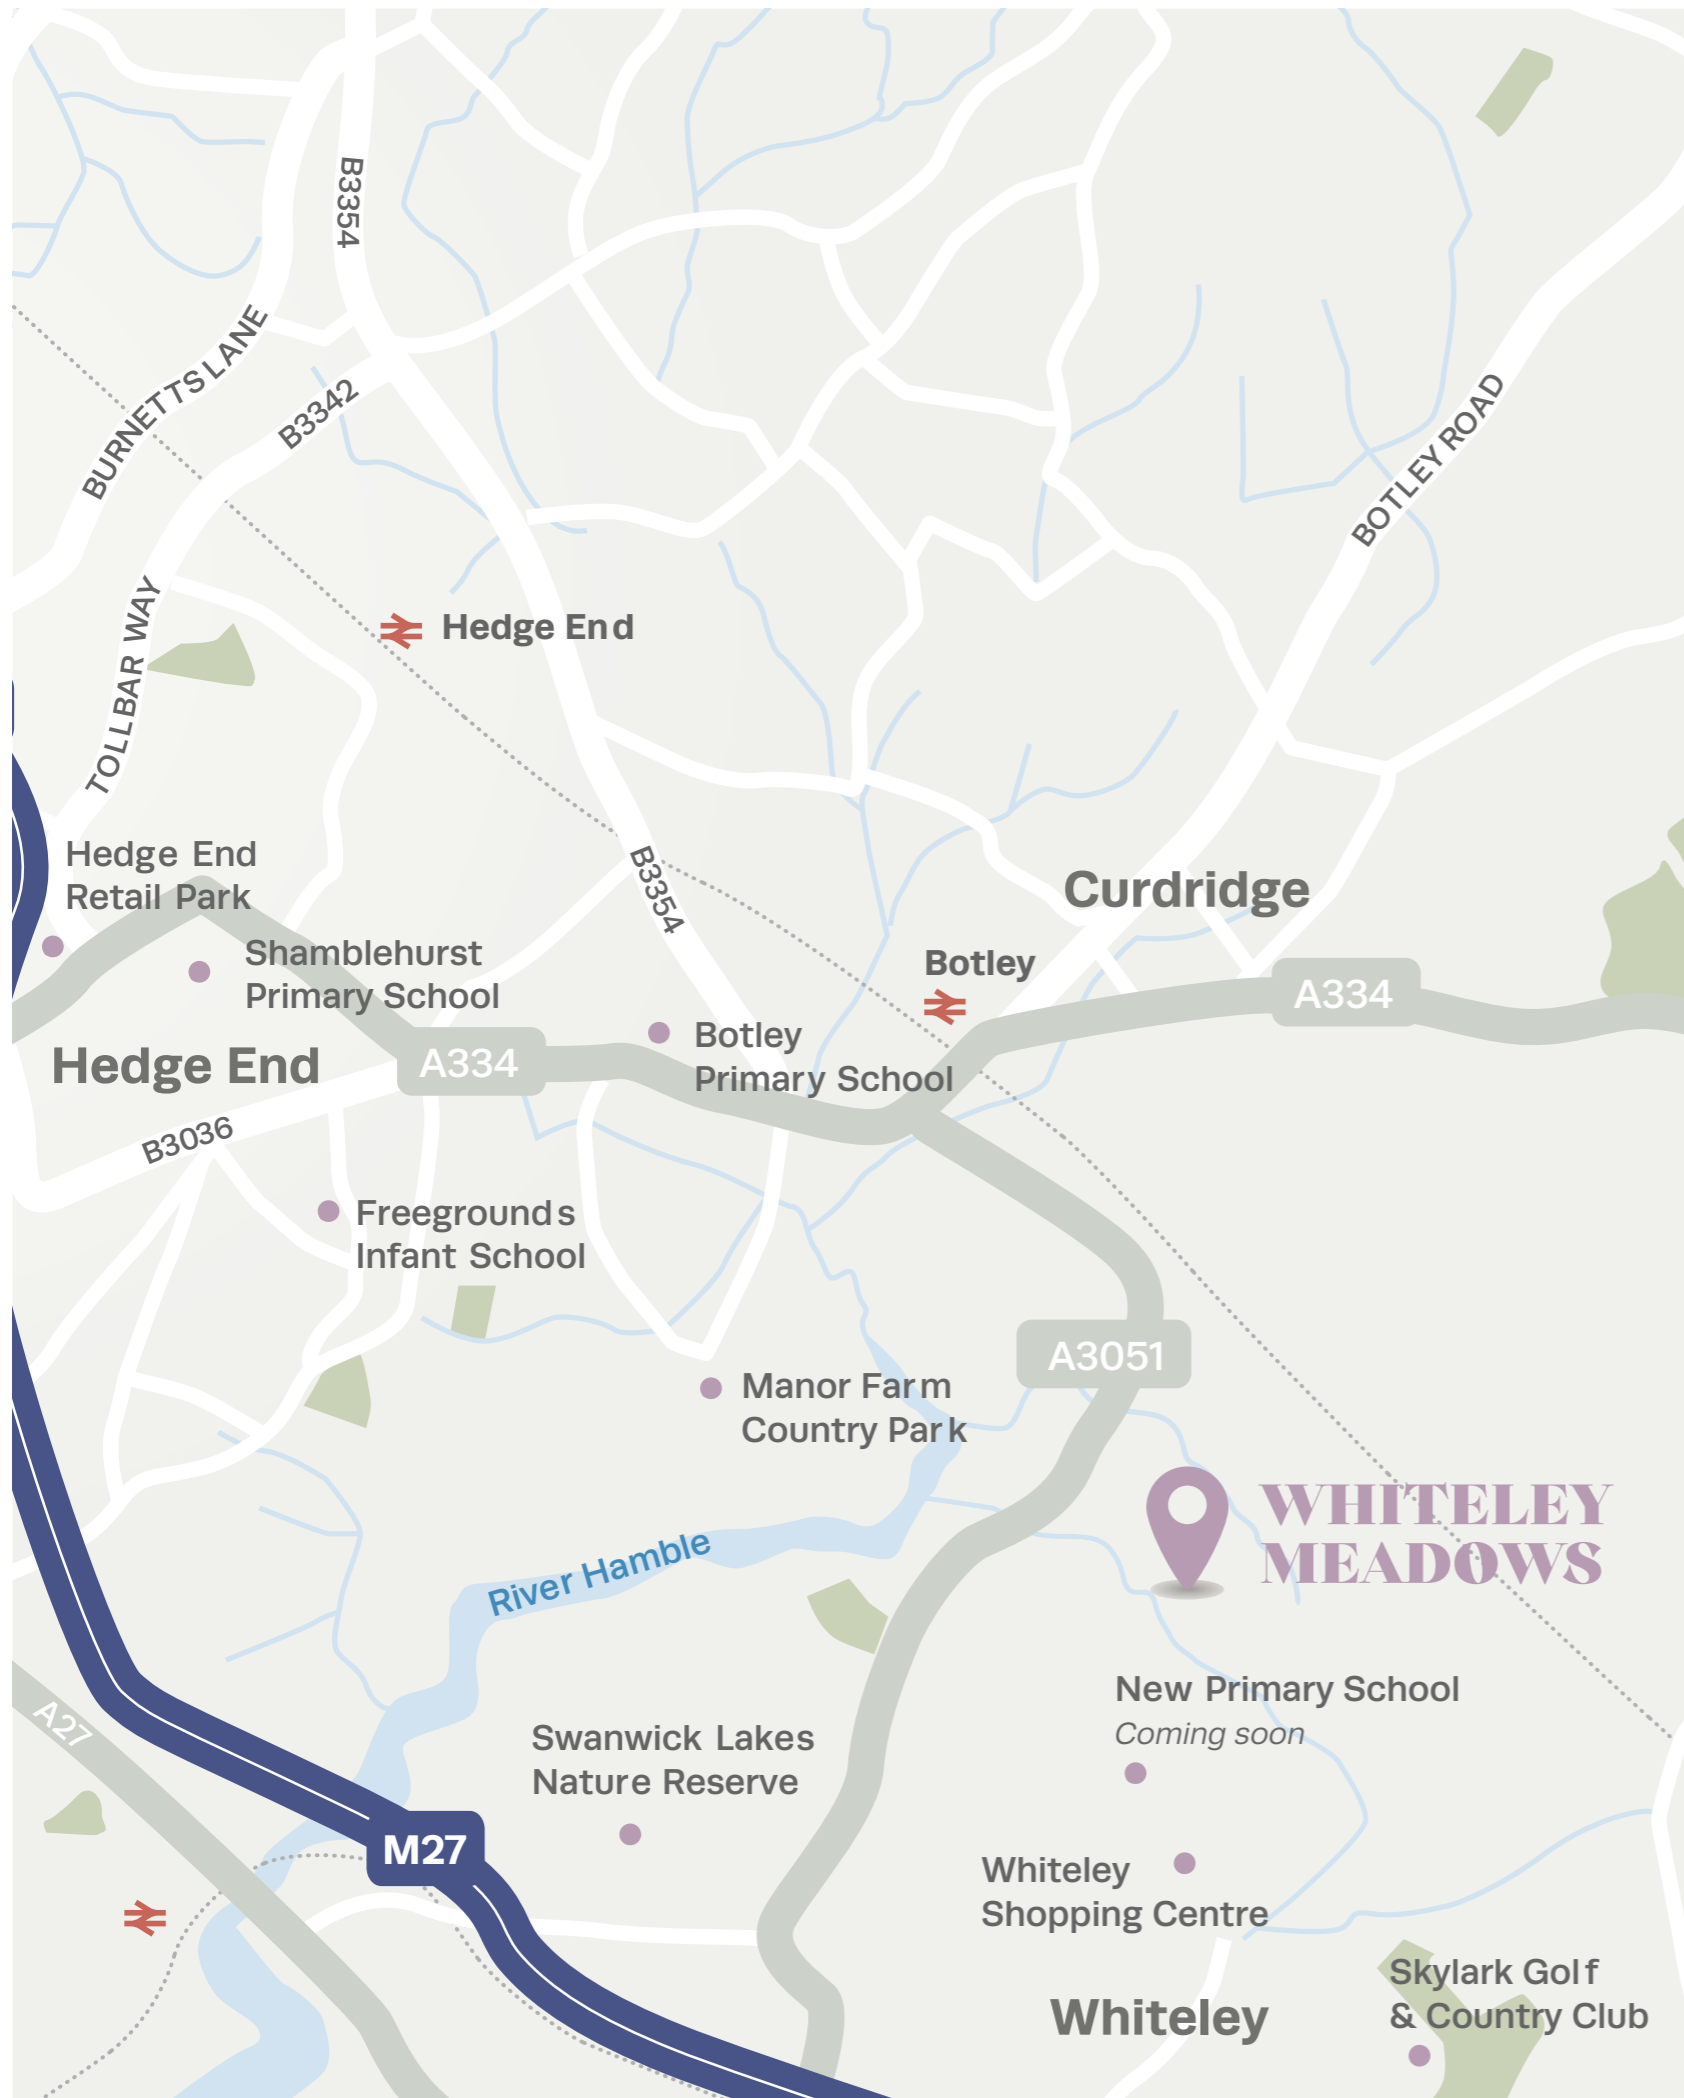 B3354
BURNETTS LANE
B3342
BOTLEY ROAD
TOLLBAR WAY
Hedge End
Hedge End
Retail Park
B3354
Curdridge
Shamblehurst
Primary School
Botley
A334
Botley
Primary School
Hedge End
A334
B3036
Freegrounds
Infant School
A3051
Manor Farm
Country Park
WHITELEY
MEADOWS
River Hamble
New Primary School
Coming soon
A27
Swanwick Lakes
Nature Reserve
M27
Whiteley
Shopping Centre
Skylark Golf
& Country Club
Whiteley